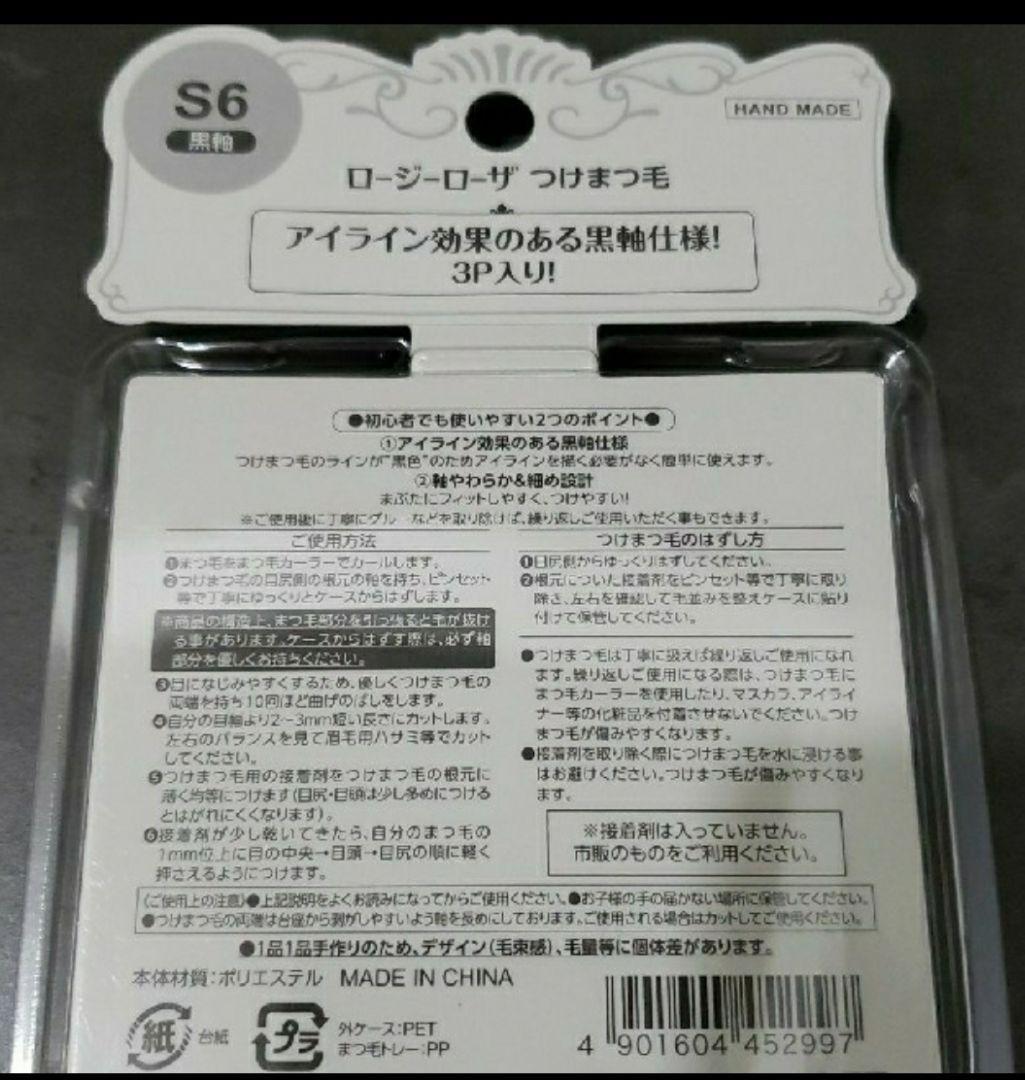 S6
黒軸
HAND MADE
ロージーローザ つけまつ毛
アイライン効果のある黒軸仕様!
3P入り!
●初心者でも使いやすい2つのポイント●
①アイライン効果のある黒軸仕様
つけまつ毛のラインが"黒色"のためアイラインを描く必要がなく簡単に使えます。
②軸やわらか&細め設計
まぶたにフィットしやすく、つけやすい!
※ご使用後に丁寧にグルーなどを取り除けば、繰り返しご使用いただく事もできます。
ご使用方法
❶まつ毛をまつ毛カーラーでカールします。
❷つけまつ毛の目尻側の根元の軸を持ち、ピンセット
等で丁寧にゆっくりとケースからはずします。
※商品の構造上、まつ毛部分を引っ張ると毛が抜け
る事があります。ケースからはずす際は、必ず軸
部分を優しくお持ちください。
❸目になじみやすくするため、優しくつけまつ毛の
両端を持ち10回ほど曲げのばしをします。
❹自分の目幅より2~3mm短い長さにカットします。
左右のバランスを見て眉毛用ハサミ等でカット
してください。
❺つけまつ毛用の接着剤をつけまつ毛の根元に
薄く均等につけます(目尻・目頭は少し多めにつける
とはがれにくくなります)。
❻接着剤が少し乾いてきたら、自分のまつ毛の
1mm位上に目の中央→目頭→目尻の順に軽く
押さえるようにつけます。
つけまつ毛のはずし方
❶目尻側からゆっくりはずしてください。
❷根元についた接着剤をピンセット等で丁寧に取り
除き、左右を確認して毛並みを整えケースに貼り
付けて保管してください。
●つけまつ毛は丁寧に扱えば繰り返しご使用になれ
ます。繰り返しご使用になる際は、つけまつ毛に
まつ毛カーラーを使用したり、マスカラ、アイライ
ナー等の化粧品を付着させないでください。つけ
まつ毛が傷みやすくなります。
●接着剤を取り除く際につけまつ毛を水に浸ける事
はお避けください。つけまつ毛が傷みやすくなり
ます。
※接着剤は入っていません。
市販のものをご利用ください。
〈ご使用上の注意〉●上記説明をよくお読みになってからご使用ください。●お子様の手の届かない場所に保管してください。
●つけまつ毛の両端は台座から剥がしやすいよう軸を長めにしております。ご使用される場合はカットしてご使用ください。
●1品1品手作りのため、デザイン(毛束感)、毛量等に個体差があります。
本体材質:ポリエステル MADE IN CHINA
紙 台紙
プラ
外ケース:PET
まつ毛トレー:PP
4 901604 452997